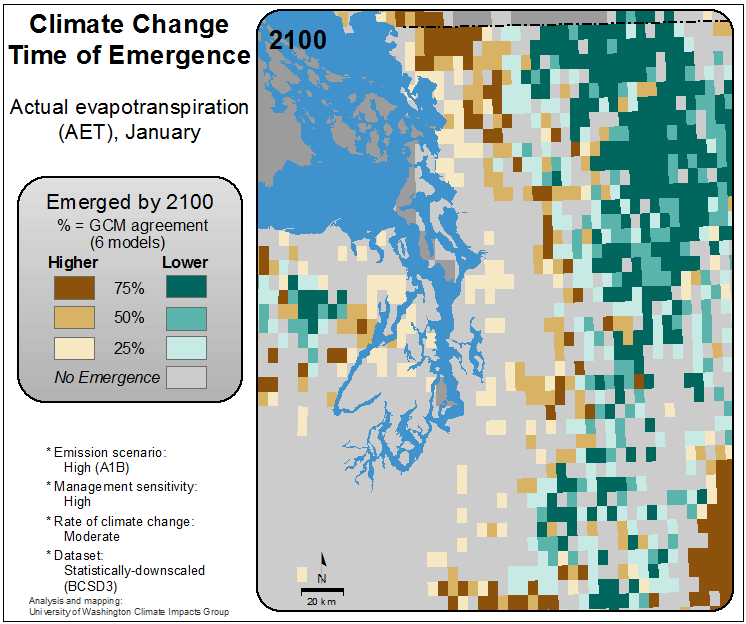 Climate Change
Time of Emergence
Actual evapotranspiration
(AET), January
Emerged by 2100
% = GCM agreement
(6 models)
Higher Lower
75%
50%
25%
No Emergence
* Emission scenario:
High (A1B)
* Management sensitivity:
High
* Rate of climate change:
Moderate
* Dataset:
Statistically-downscaled
(BCSD3)
Analysis and mapping:
University of Washington Climate Impacts Group
2100
N
20 km